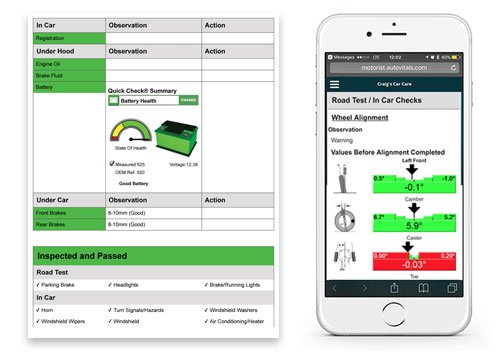 In Car Observation Action
Registration
Under Hood Observation Action
Engine Oil
Brake Fluid
Battery
Quick Check® Summary
Battery Health PASSED
State Of Health
Measured:625 Voltage:12.38
OEM Ref: 550
Good Battery
Under Car Observation Action
Front Brakes 8-10mm (Good)
Rear Brakes 8-10mm (Good)
Inspected and Passed
Road Test
✓ Parking Brake ✓ Headlights ✓ Brake/Running Lights
In Car
✓ Horn ✓ Turn Signals/Hazards ✓ Windshield Washers
✓ Windshield Wipers ✓ Windshield ✓ Air Conditioning/Heater
Messages LTE 12:02 60%
motorist.autovitals.com
Craig's Car Care
Road Test / In Car Checks
Wheel Alignment
Observation
Warning
Values Before Alignment Completed
Left Front
0.5° -1.0°
-0.1°
Camber
6.7° 5.2°
5.9°
Caster
0.00° 0.20°
-0.03°
Toe